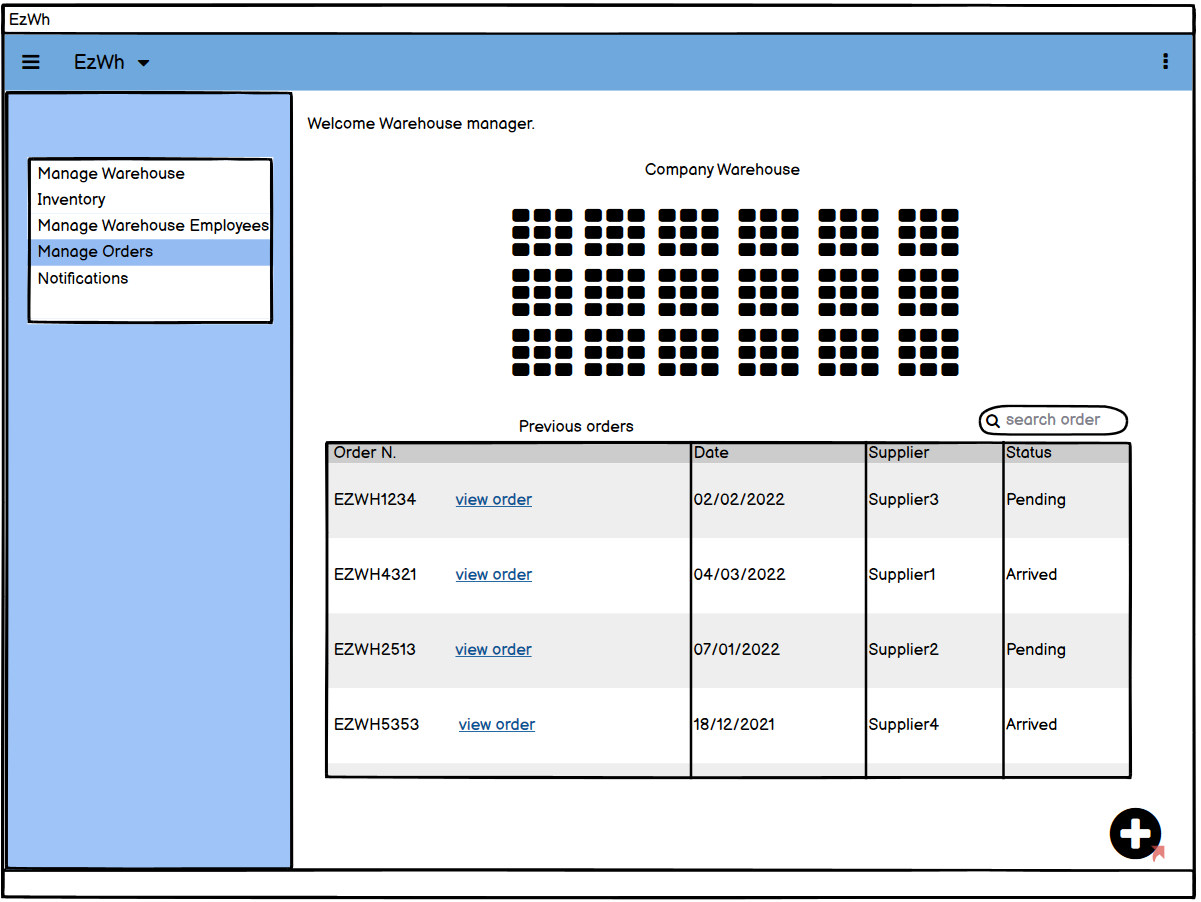 EzWh
EzWh
Welcome Warehouse manager.
Manage Warehouse
Inventory
Manage Warehouse Employees
Manage Orders
Notifications
Company Warehouse
Previous orders
search order
Order N. Date Supplier Status
EZWH1234 view order 02/02/2022 Supplier3 Pending
EZWH4321 view order 04/03/2022 Supplier1 Arrived
EZWH2513 view order 07/01/2022 Supplier2 Pending
EZWH5353 view order 18/12/2021 Supplier4 Arrived